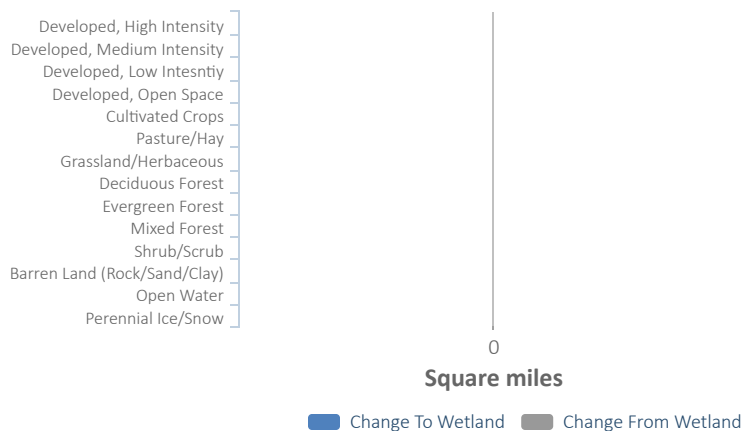 Developed, High Intensity
Developed, Medium Intensity
Developed, Low Intesntiy
Developed, Open Space
Cultivated Crops
Pasture/Hay
Grassland/Herbaceous
Deciduous Forest
Evergreen Forest
Mixed Forest
Shrub/Scrub
Barren Land (Rock/Sand/Clay)
Open Water
Perennial Ice/Snow
0
Square miles
Change To Wetland Change From Wetland